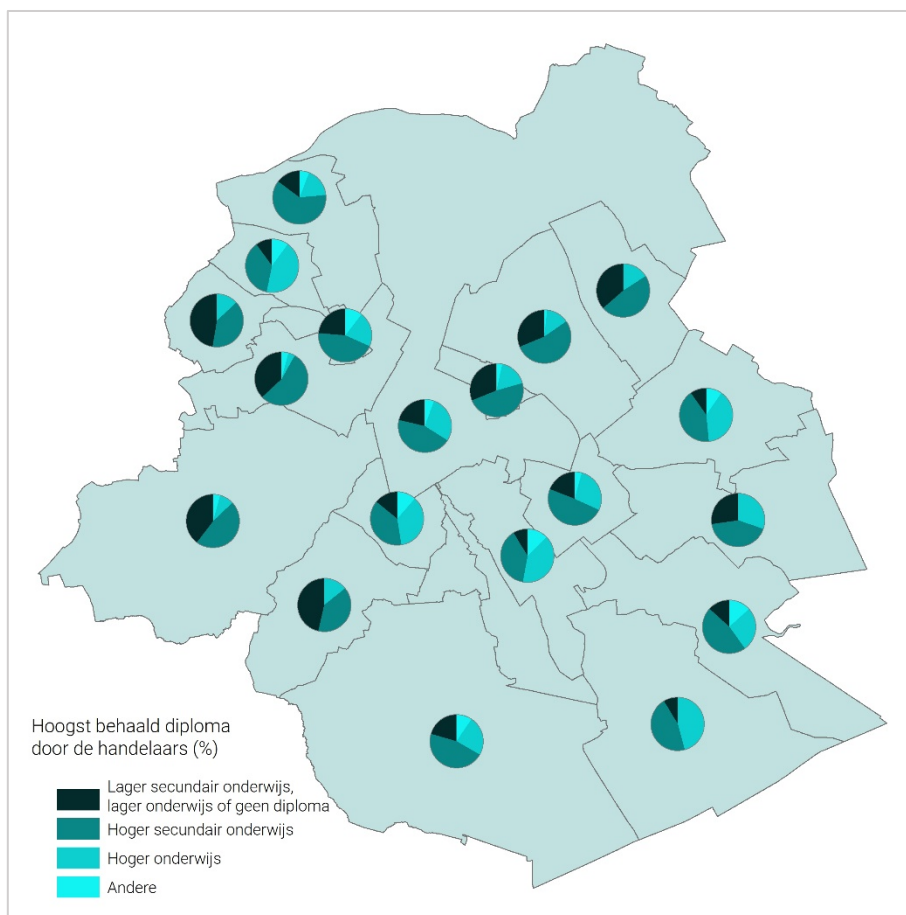 Hoogst behaald diploma
door de handelaars (%)
Lager secundair onderwijs,
lager onderwijs of geen diploma
Hoger secundair onderwijs
Hoger onderwijs
Andere